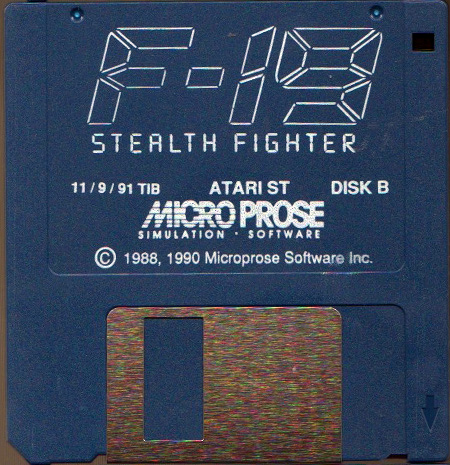 F-19
STEALTH FIGHTER
11/9/91 TIB ATARI ST DISK B
MICRO PROSE
SIMULATION • SOFTWARE
© 1988, 1990 Microprose Software Inc.